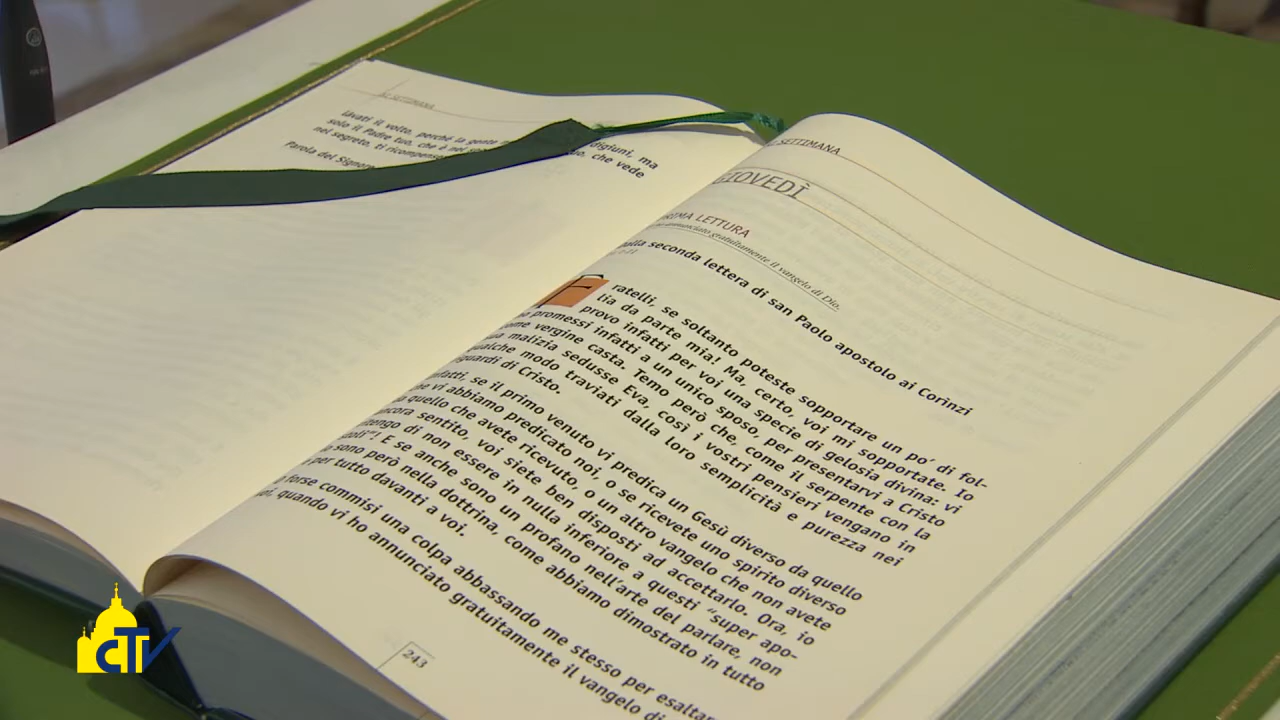 SETTIMANA
lavati il volto, perché la gente digiuni, ma
solo il Padre tuo, che è nel che vede
nel segreto, ti ricompens
Parola del Signore
SETTIMANA
GIOVEDÌ
PRIMA LETTURA
annunciato gratuitamente il vangelo di Dio.
dalla seconda lettera di san Paolo apostolo ai Corinzi
Fratelli, se soltanto poteste sopportare un po’ di fol-
lia da parte mia! Ma, certo, voi mi sopportate. Io
provo infatti per voi una specie di gelosia divina: vi
ho promessi infatti a un unico sposo, per presentarvi a Cristo
come vergine casta. Temo però che, come il serpente con la
sua malizia sedusse Eva, così i vostri pensieri vengano in
qualche modo traviati dalla loro semplicità e purezza nei
riguardi di Cristo.
Infatti, se il primo venuto vi predica un Gesù diverso da quello
che vi abbiamo predicato noi, o se ricevete uno spirito diverso
da quello che avete ricevuto, o un altro vangelo che non avete
ancora sentito, voi siete ben disposti ad accettarlo. Ora, io
ritengo di non essere in nulla inferiore a questi “super apo-
stoli”! E se anche sono un profano nell’arte del parlare, non
lo sono però nella dottrina, come abbiamo dimostrato in tutto
e per tutto davanti a voi.
forse commisi una colpa abbassando me stesso per esaltar
voi, quando vi ho annunciato gratuitamente il vangelo di
243
CTV